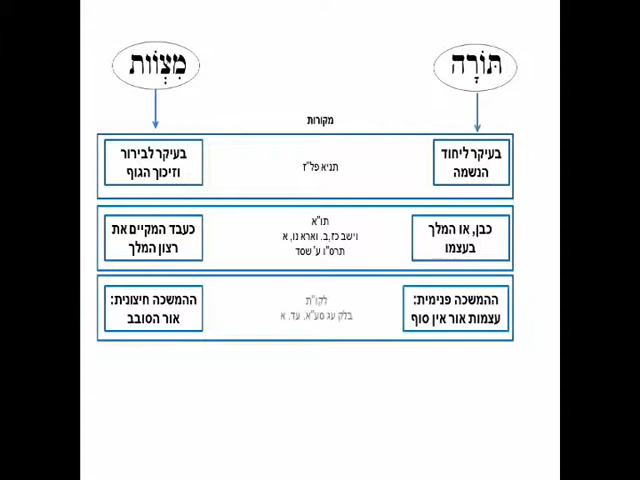 תּוֹרָה
מִצְווֹת
מקורות
בעיקר ליחוד
הנשמה
תניא פל"ז
בעיקר לבירור
וזיכוך הגוף
כבן, או המלך
בעצמו
תו"א
וישב כז,ב. וארא נו, א
תרס"ו ע' שסד
כעבד המקיים את
רצון המלך
ההמשכה פנימית:
עצמות אור אין סוף
לקו"ת
בלק עג סע"א. עד. א
ההמשכה חיצונית:
אור הסובב